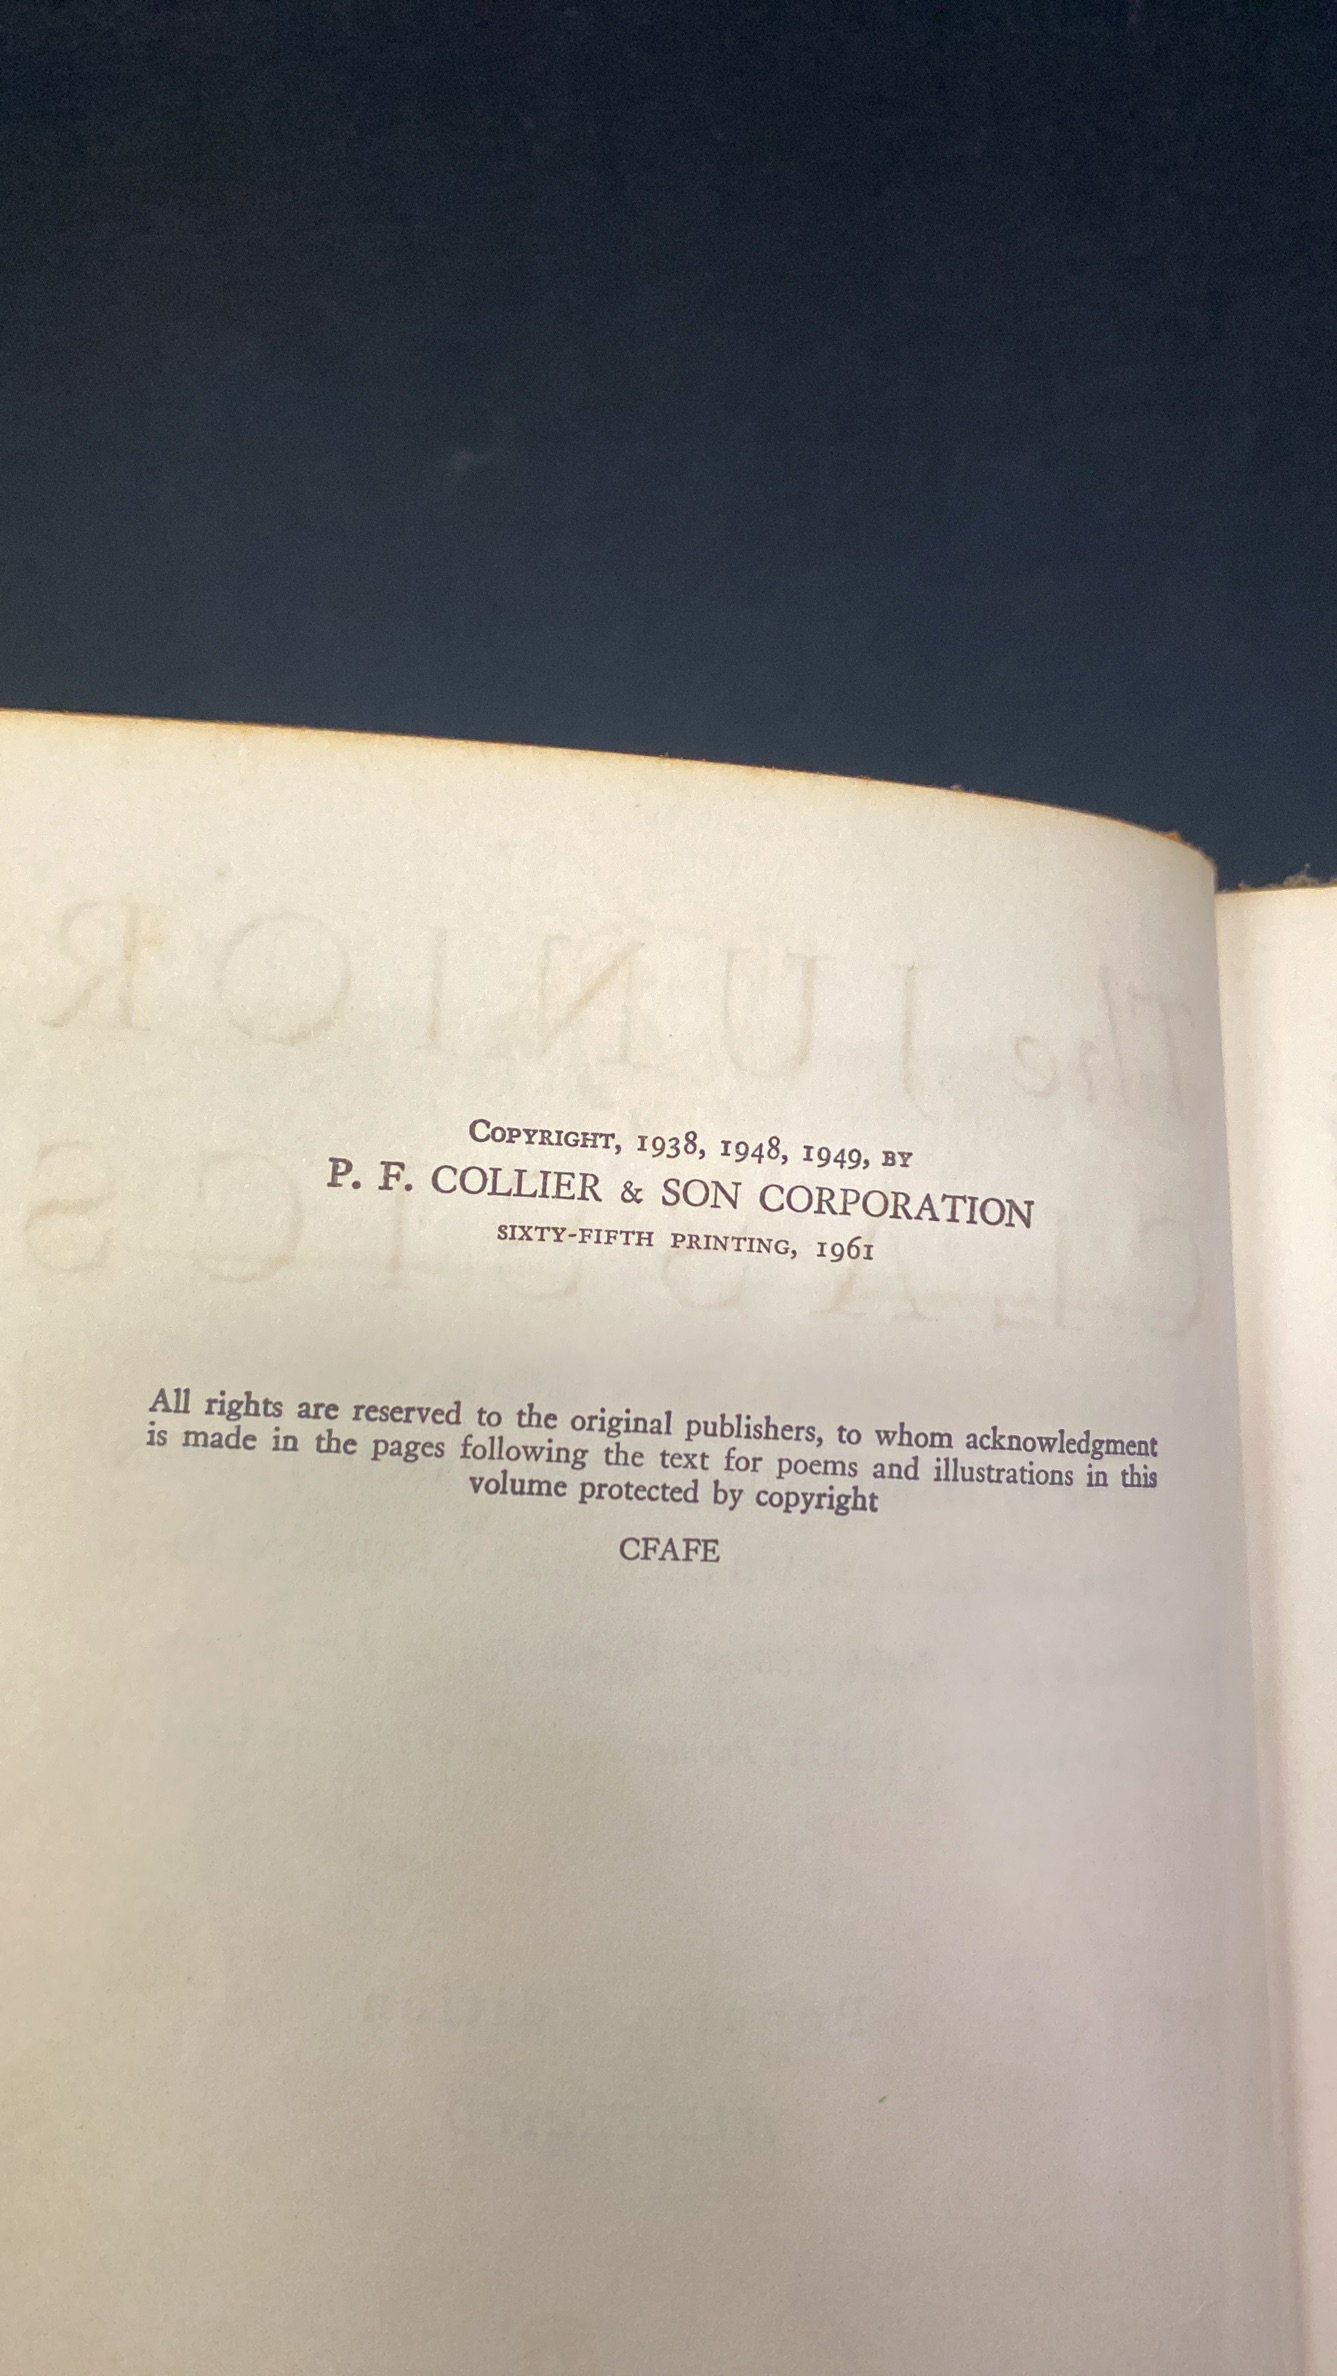 COPYRIGHT, 1938, 1948, 1949, BY
P. F. COLLIER & SON CORPORATION
SIXTY-FIFTH PRINTING, 1961
All rights are reserved to the original publishers, to whom acknowledgment
is made in the pages following the text for poems and illustrations in this
volume protected by copyright
CFAFE